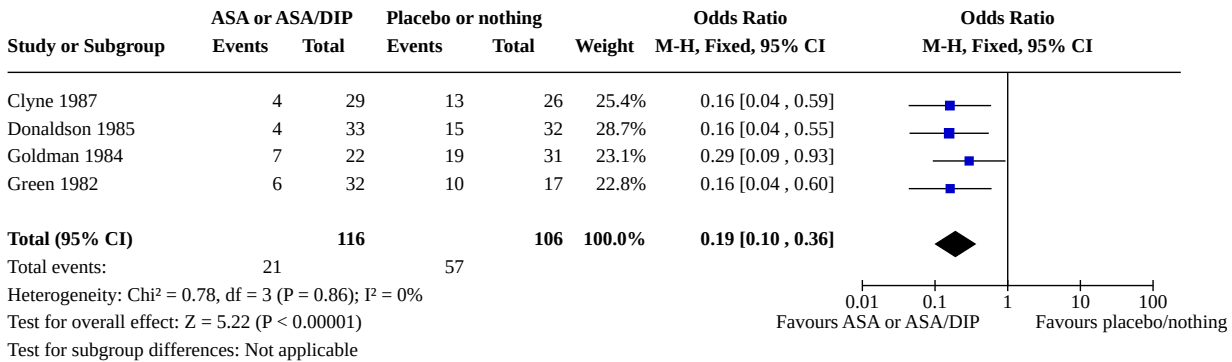 ASA or ASA/DIP Placebo or nothing Odds Ratio Odds Ratio
Study or Subgroup Events Total Events Total Weight M-H, Fixed, 95% CI M-H, Fixed, 95% CI
Clyne 1987 4 29 13 26 25.4% 0.16 [0.04 , 0.59]
Donaldson 1985 4 33 15 32 28.7% 0.16 [0.04 , 0.55]
Goldman 1984 7 22 19 31 23.1% 0.29 [0.09 , 0.93]
Green 1982 6 32 10 17 22.8% 0.16 [0.04 , 0.60]
Total (95% CI) 116 106 100.0% 0.19 [0.10 , 0.36]
Total events: 21 57
Heterogeneity: Chi² = 0.78, df = 3 (P = 0.86); I² = 0%
0.01 0.1 1 10 100
Test for overall effect: Z = 5.22 (P < 0.00001)
Favours ASA or ASA/DIP Favours placebo/nothing
Test for subgroup differences: Not applicable